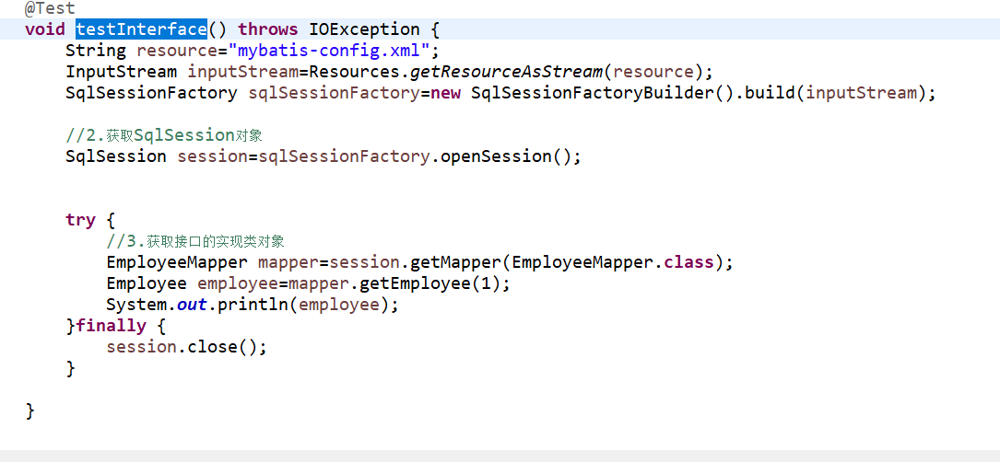 @Test
void testInterface() throws IOException {
String resource="mybatis-config.xml";
InputStream inputStream=Resources.getResourceAsStream(resource);
SqlSessionFactory sqlSessionFactory=new SqlSessionFactoryBuilder().build(inputStream);
//2.获取SqlSession对象
SqlSession session=sqlSessionFactory.openSession();
try {
//3.获取接口的实现类对象
EmployeeMapper mapper=session.getMapper(EmployeeMapper.class);
Employee employee=mapper.getEmployee(1);
System.out.println(employee);
}finally {
session.close();
}
}